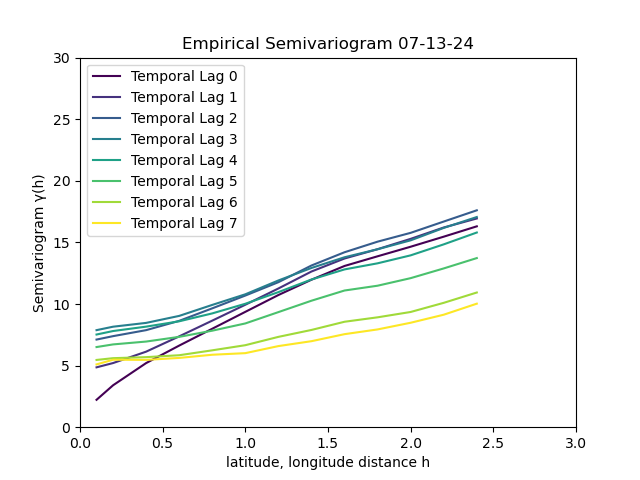 Empirical Semivariogram 07-13-24
30
25
20
15
10
5
0
Semivariogram γ(h)
Temporal Lag 0
Temporal Lag 1
Temporal Lag 2
Temporal Lag 3
Temporal Lag 4
Temporal Lag 5
Temporal Lag 6
Temporal Lag 7
0.0 0.5 1.0 1.5 2.0 2.5 3.0
latitude, longitude distance h